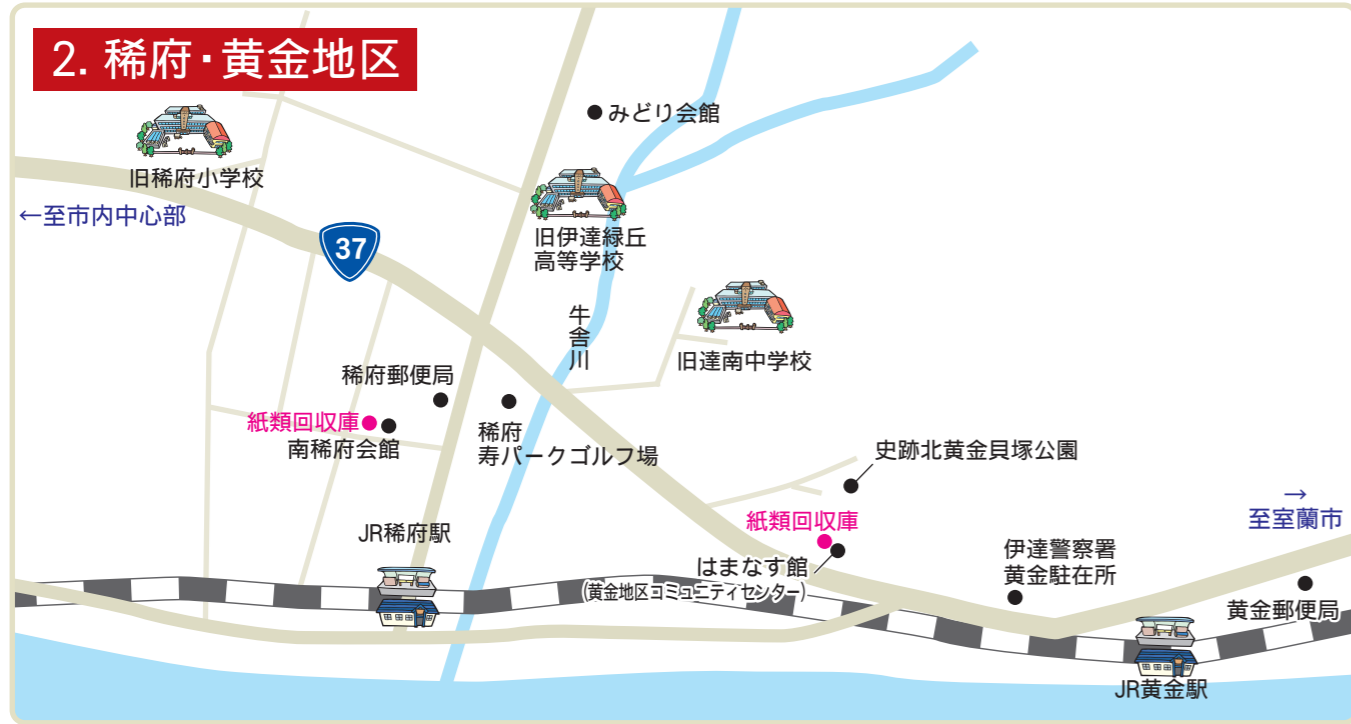 2. 稀府・黄金地区
みどり会館
旧稀府小学校
←至市内中心部
37
旧伊達緑丘
高等学校
牛舎川
旧達南中学校
稀府郵便局
紙類回収庫
南稀府会館
稀府
寿パークゴルフ場
史跡北黄金貝塚公園
→
至室蘭市
紙類回収庫
JR稀府駅
はまなす館
(黄金地区コミュニティセンター)
伊達警察署
黄金駐在所
黄金郵便局
JR黄金駅